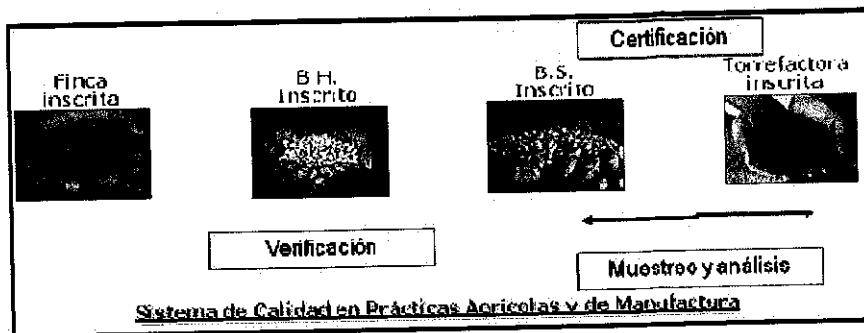 Certificación
Finca
inscrita
B.H.
Inscrito
B.S.
Inscrito
Torrefactora
inscrita
Verificación
Muestreo y análisis
Sistema de Calidad en Prácticas Agrícolas y de Manufactura